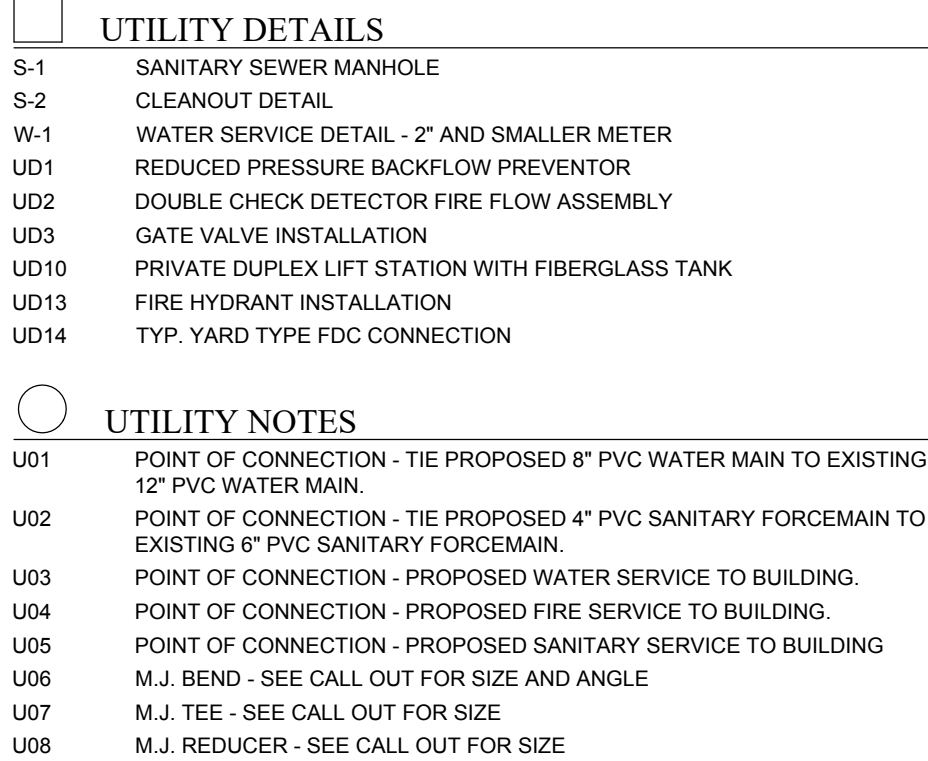 UTILITY DETAILS
S-1 SANITARY SEWER MANHOLE
S-2 CLEANOUT DETAIL
W-1 WATER SERVICE DETAIL - 2" AND SMALLER METER
UD1 REDUCED PRESSURE BACKFLOW PREVENTOR
UD2 DOUBLE CHECK DETECTOR FIRE FLOW ASSEMBLY
UD3 GATE VALVE INSTALLATION
UD10 PRIVATE DUPLEX LIFT STATION WITH FIBERGLASS TANK
UD13 FIRE HYDRANT INSTALLATION
UD14 TYP. YARD TYPE FDC CONNECTION
UTILITY NOTES
U01 POINT OF CONNECTION - TIE PROPOSED 8" PVC WATER MAIN TO EXISTING
12" PVC WATER MAIN.
U02 POINT OF CONNECTION - TIE PROPOSED 4" PVC SANITARY FORCEMAIN TO
EXISTING 6" PVC SANITARY FORCEMAIN.
U03 POINT OF CONNECTION - PROPOSED WATER SERVICE TO BUILDING.
U04 POINT OF CONNECTION - PROPOSED FIRE SERVICE TO BUILDING.
U05 POINT OF CONNECTION - PROPOSED SANITARY SERVICE TO BUILDING
U06 M.J. BEND - SEE CALL OUT FOR SIZE AND ANGLE
U07 M.J. TEE - SEE CALL OUT FOR SIZE
U08 M.J. REDUCER - SEE CALL OUT FOR SIZE